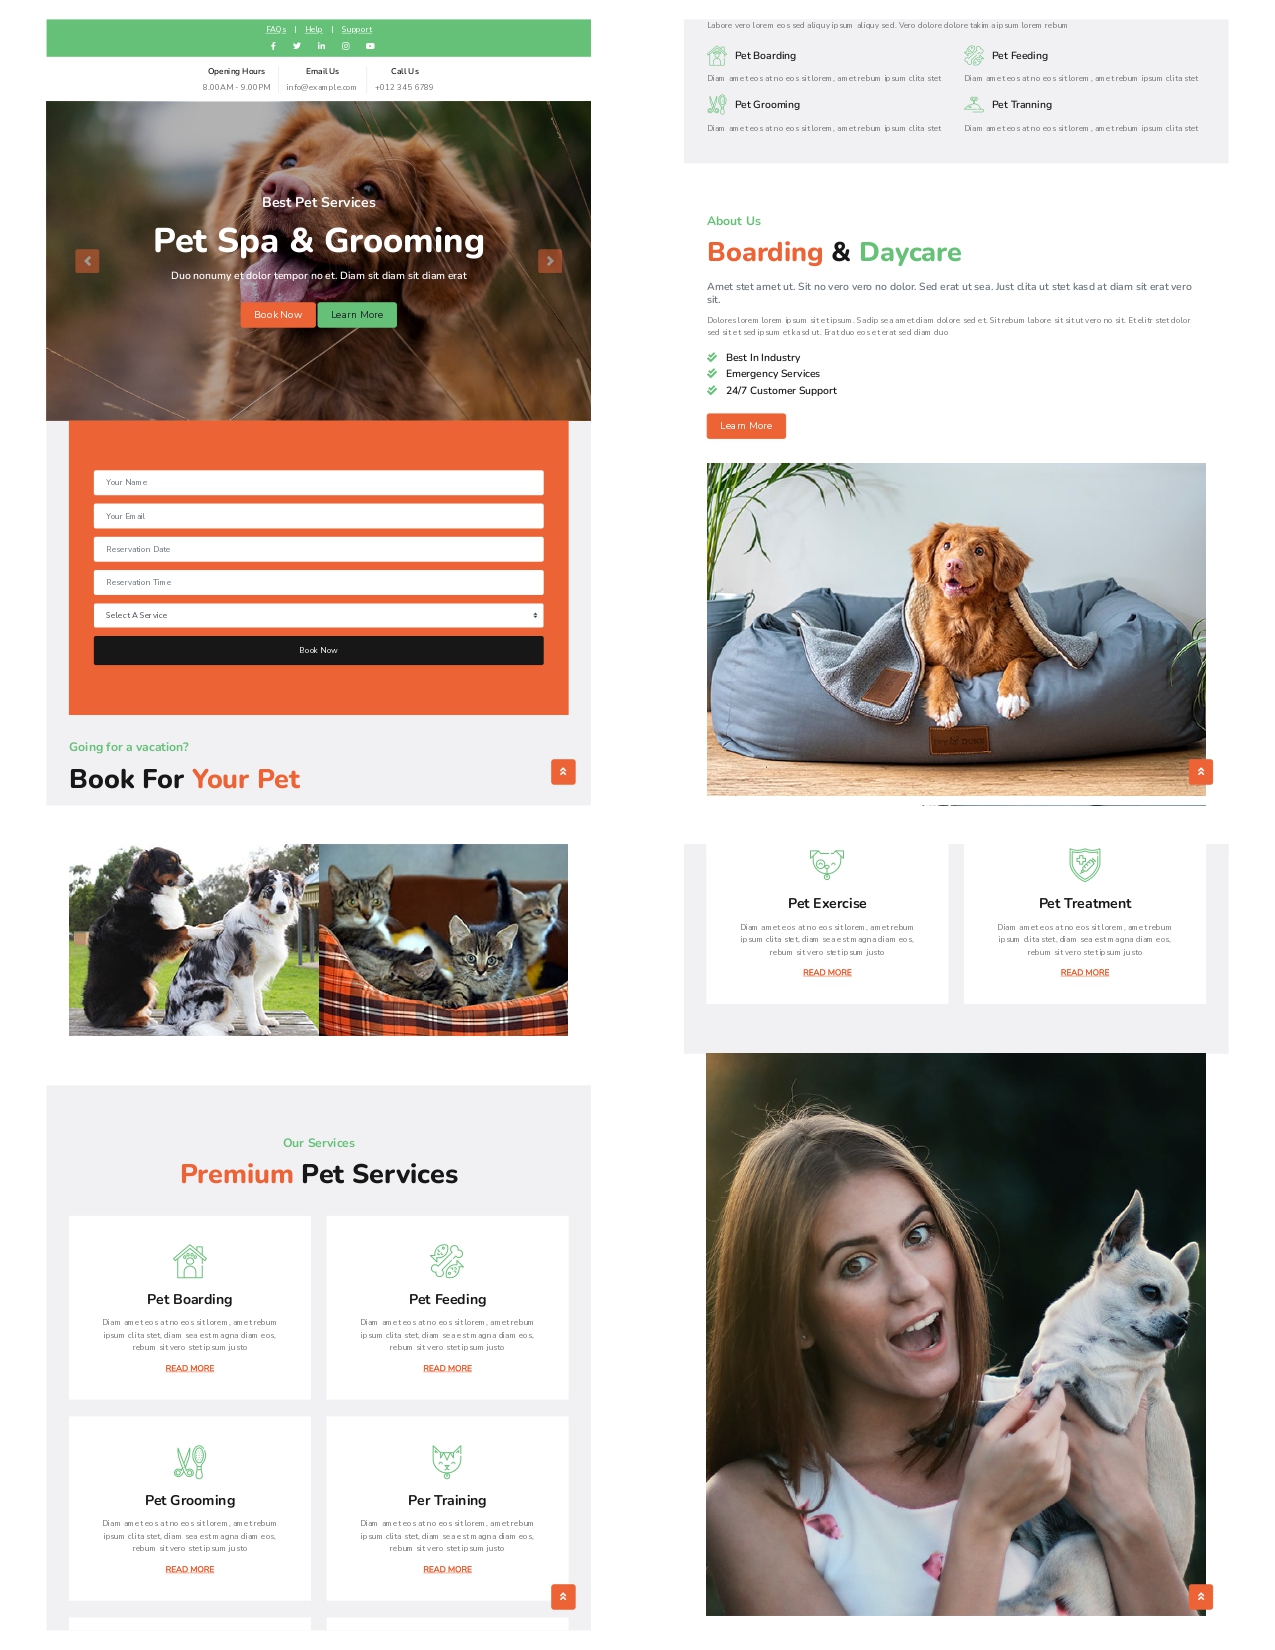 FAQs | Help | Support
Opening Hours
8.00AM - 9.00PM
Email Us
info@example.com
Call Us
+012 345 6789
Best Pet Services
Pet Spa & Grooming
Duo nonumy et dolor tempor no et. Diam sit diam sit diam erat
Book Now
Learn More
Your Name
Your Email
Reservation Date
Reservation Time
Select A Service
Book Now
Going for a vacation?
Book For Your Pet
Labore vero lorem eos sed aliquy ipsum aliquy sed. Vero dolore dolore takima ipsum lorem rebum
Pet Boarding
Diam amet eos at no eos sit lorem, amet rebum ipsum clita stet
Pet Feeding
Diam amet eos at no eos sit lorem, amet rebum ipsum clita stet
Pet Grooming
Diam amet eos at no eos sit lorem, amet rebum ipsum clita stet
Pet Tranning
Diam amet eos at no eos sit lorem, amet rebum ipsum clita stet
About Us
Boarding & Daycare
Amet stet amet ut. Sit no vero vero no dolor. Sed erat ut sea. Just clita ut stet kasd at diam sit erat vero
sit.
Dolores lorem lorem ipsum sit et ipsum. Sadip sea amet diam dolore sed et. Sit rebum labore sit sit ut vero no sit. Et elitr stet dolor
sed sit et sed ipsum et kasd ut. Erat duo eos et erat sed diam duo
Best In Industry
Emergency Services
24/7 Customer Support
Learn More
Our Services
Premium Pet Services
Pet Boarding
Diam amet eos at no eos sit lorem, amet rebum
ipsum clita stet, diam sea est magna diam eos,
rebum sit vero stet ipsum justo
READ MORE
Pet Feeding
Diam amet eos at no eos sit lorem, amet rebum
ipsum clita stet, diam sea est magna diam eos,
rebum sit vero stet ipsum justo
READ MORE
Pet Grooming
Diam amet eos at no eos sit lorem, amet rebum
ipsum clita stet, diam sea est magna diam eos,
rebum sit vero stet ipsum justo
READ MORE
Per Training
Diam amet eos at no eos sit lorem, amet rebum
ipsum clita stet, diam sea est magna diam eos,
rebum sit vero stet ipsum justo
READ MORE
Pet Exercise
Diam amet eos at no eos sit lorem, amet rebum
ipsum clita stet, diam sea est magna diam eos,
rebum sit vero stet ipsum justo
READ MORE
Pet Treatment
Diam amet eos at no eos sit lorem, amet rebum
ipsum clita stet, diam sea est magna diam eos,
rebum sit vero stet ipsum justo
READ MORE